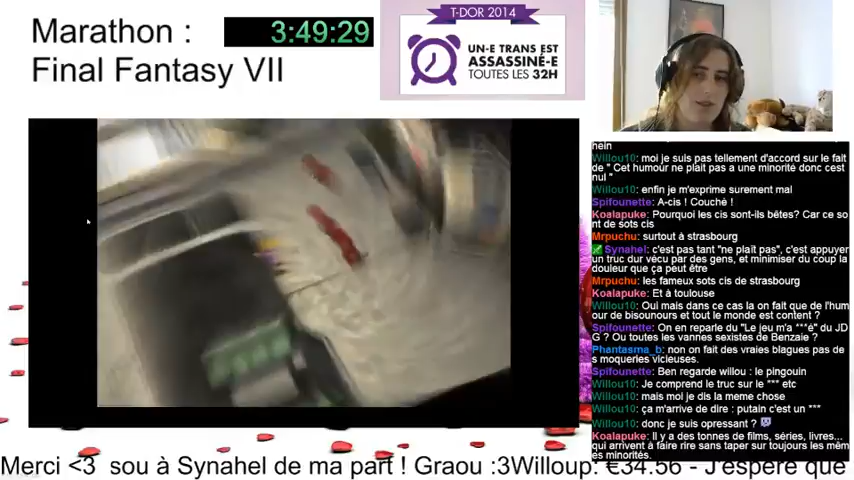 Marathon :
3:49:29
Final Fantasy VII
T-DOR 2014
UN-E TRANS EST
ASSASSINÉ-E
TOUTES LES 32H
hein
Willou10: moi je suis pas tellement d'accord sur le fait
de " Cet humour ne plaît pas a une minorité donc cest
nul "
Willou10: enfin je m'exprime surement mal
Spifounette: A-cis ! Couché !
Koalapuke: Pourquoi les cis sont-ils bêtes? Car ce so
nt de sots cis
Mrpuchu: surtout à strasbourg
Synahel: c'est pas tant "ne plaît pas", c'est appuyer
un truc dur vécu par des gens, et minimiser du coup la
douleur que ça peut être
Mrpuchu: les fameux sots cis de strasbourg
Koalapuke: Et à toulouse
Willou10: Oui mais dans ce cas la on fait que de l'hum
our de bisounours et tout le monde est content ?
Spifounette: On en reparle du "Le jeu m'a ***é" du JD
G ? Ou toutes les vannes sexistes de Benzaie ?
Phantasma_b: non on fait des vraies blagues pas de
s moqueries vicieuses.
Spifounette: Ben regarde willou : le pingouin
Willou10: Je comprend le truc sur le *** etc
Willou10: mais moi je dis la meme chose
Willou10: ça m'arrive de dire : putain c'est un ***
Willou10: donc je suis opressant ?
Koalapuke: Il y a des tonnes de films, séries, livres...
qui arrivent à faire rire sans taper sur toujours les mêm
es minorités.
Merci <3 sou à Synahel de ma part ! Graou :3Willoup: €34.56 - J'espère que